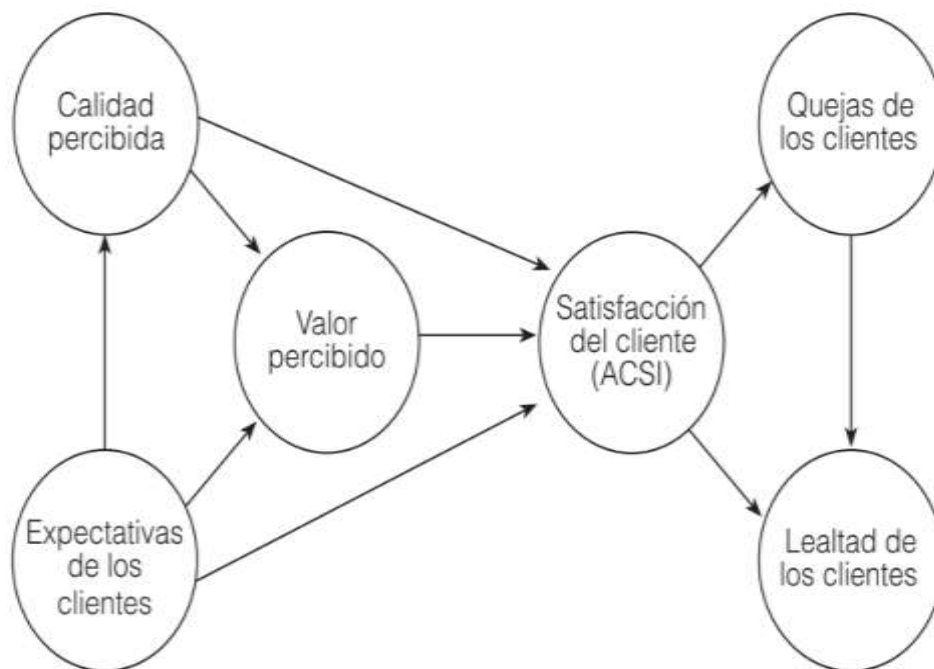 Calidad
percibida
Quejas de
los clientes
Valor
percibido
Satisfacción
del cliente
(ACSI)
Expectativas
de los
clientes
Lealtad de
los clientes